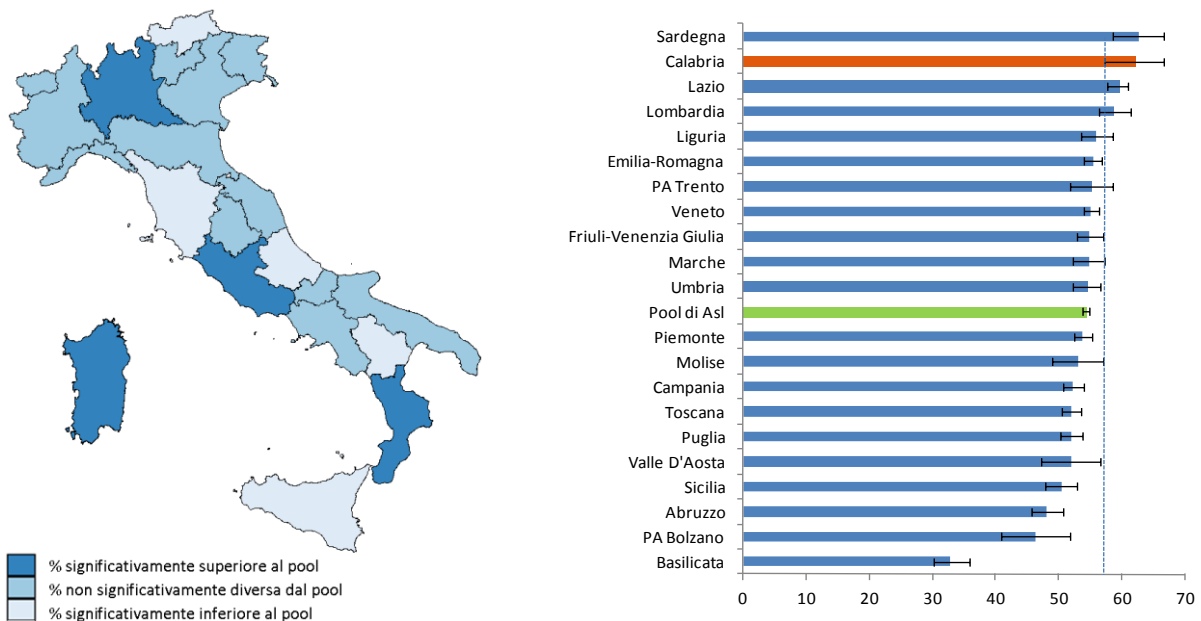 Sardegna
Calabria
Lazio
Lombardia
Liguria
Emilia-Romagna
PA Trento
Veneto
Friuli-Venenzia Giulia
Marche
Umbria
Pool di Asl
Piemonte
Molise
Campania
Toscana
Puglia
Valle D'Aosta
Sicilia
Abruzzo
PA Bolzano
Basilicata
0 10 20 30 40 50 60 70
% significativamente superiore al pool
% non significativamente diversa dal pool
% significativamente inferiore al pool